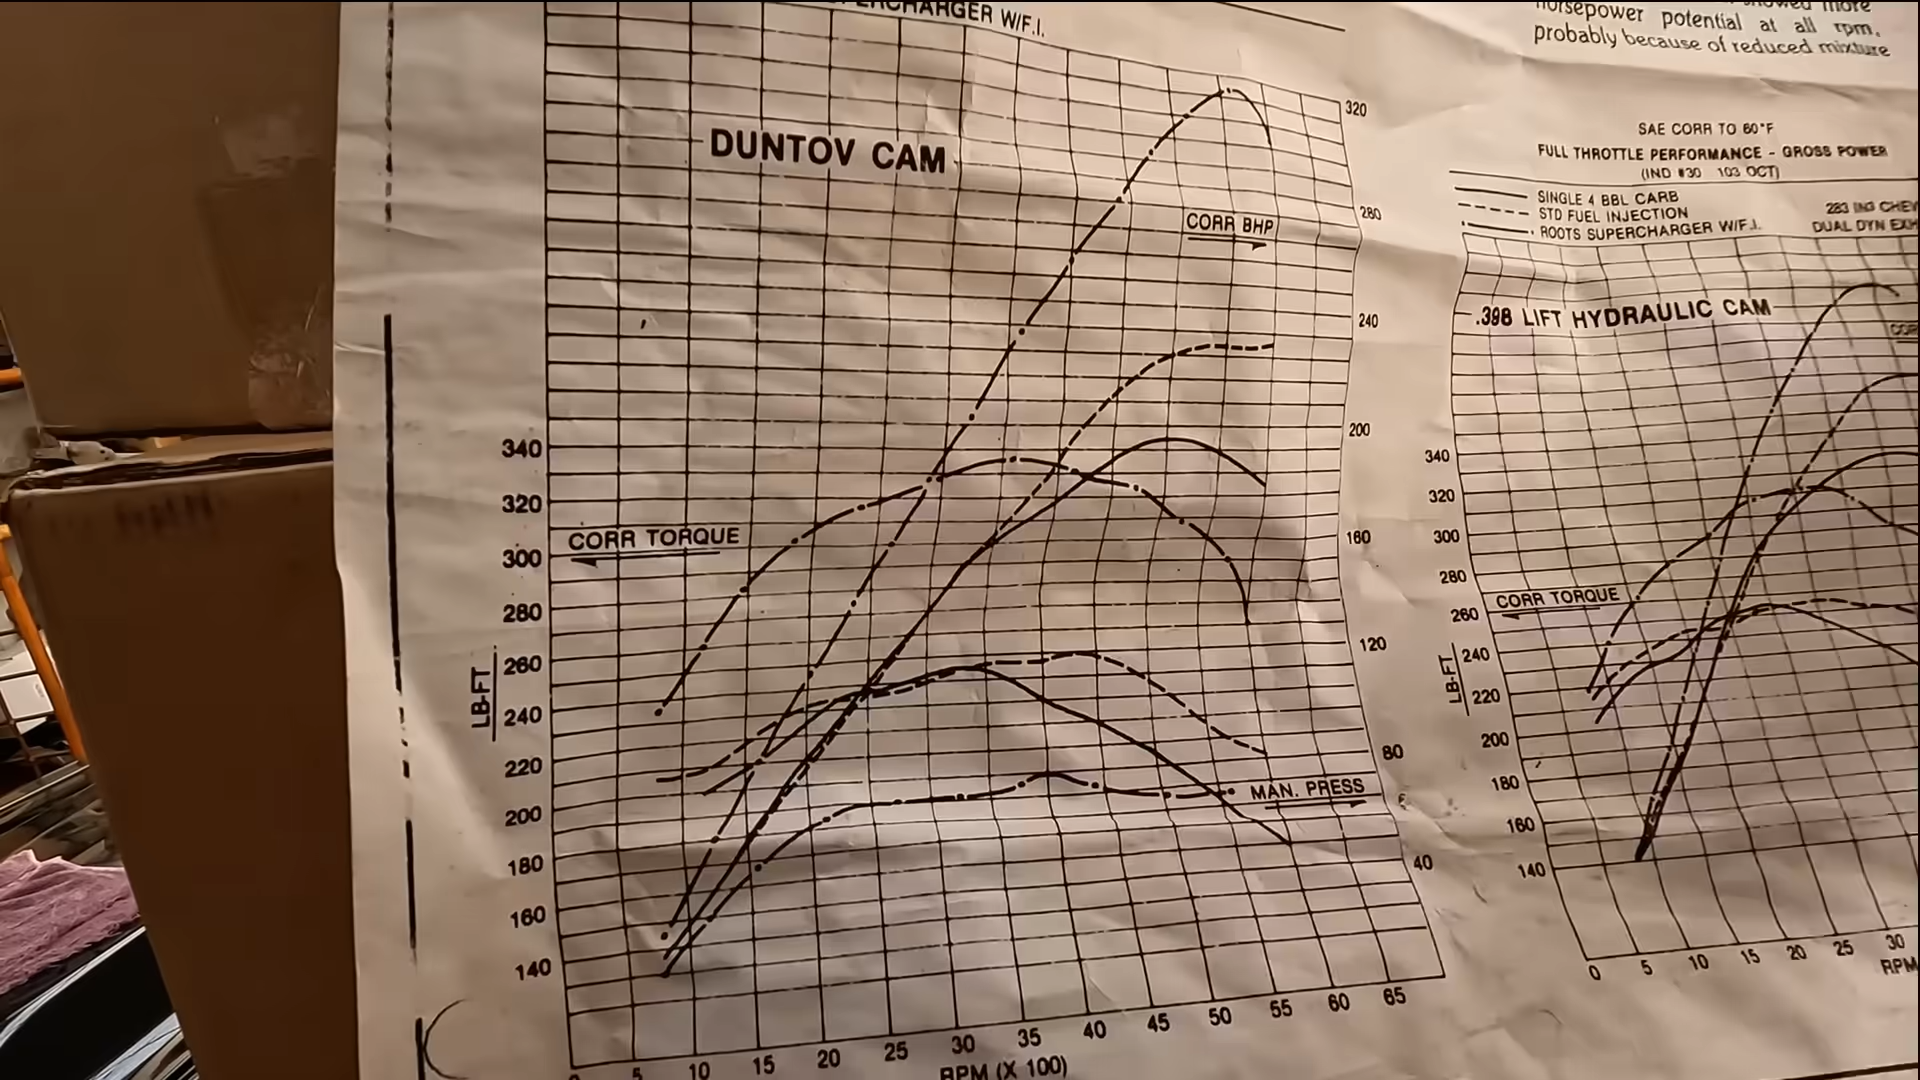 SUPERCHARGER W/F.I.
DUNTOV CAM
320
280
CORR BHP
240
200
160
120
80
40
340
320
CORR TORQUE
300
280
260
LB-FT
240
220
200
180
160
140
MAN. PRESS
0 5 10 15 20 25 30 35 40 45 50 55 60 65
RPM (X 100)
showed more
horsepower potential at all rpm,
probably because of reduced mixture
SAE CORR TO 60°F
FULL THROTTLE PERFORMANCE - GROSS POWER
(IND #30 103 OCT)
SINGLE 4 BBL CARB
STD FUEL INJECTION
ROOTS SUPERCHARGER W/F.I.
283 IN3 CHEV
DUAL DYN EXH
.398 LIFT HYDRAULIC CAM
COR
340
320
300
280
CORR TORQUE
260
LB-FT
240
220
200
180
160
140
0 5 10 15 20 25 30
RPM